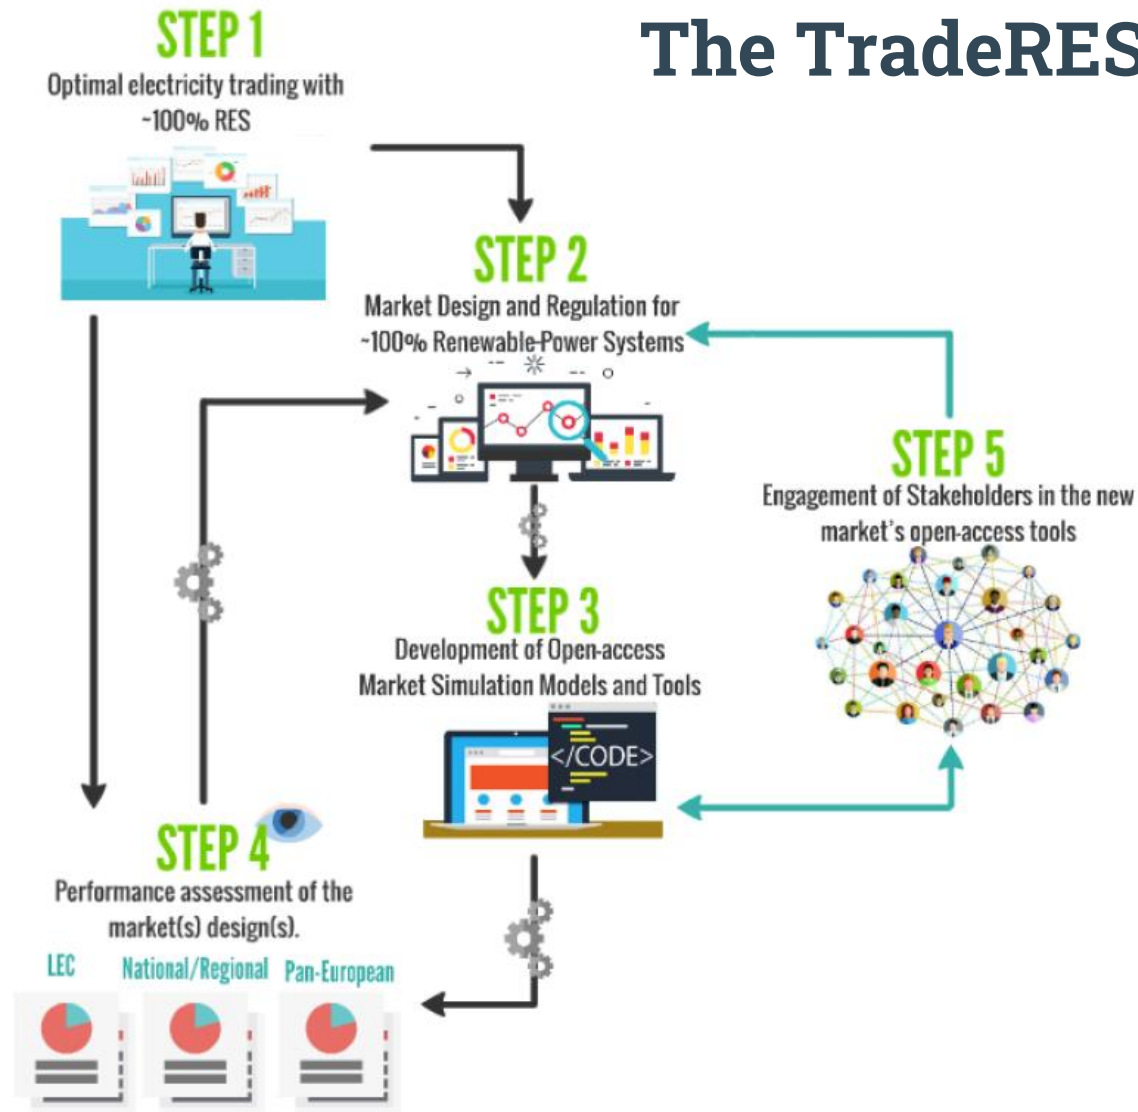 The TradeRES
STEP 1
Optimal electricity trading with
~100% RES
STEP 2
Market Design and Regulation for
~100% Renewable-Power Systems
STEP 3
Development of Open-access
Market Simulation Models and Tools
</CODE>
STEP 4
Performance assessment of the
market(s) design(s).
LEC
National/Regional
Pan-European
STEP 5
Engagement of Stakeholders in the new
market's open-access tools